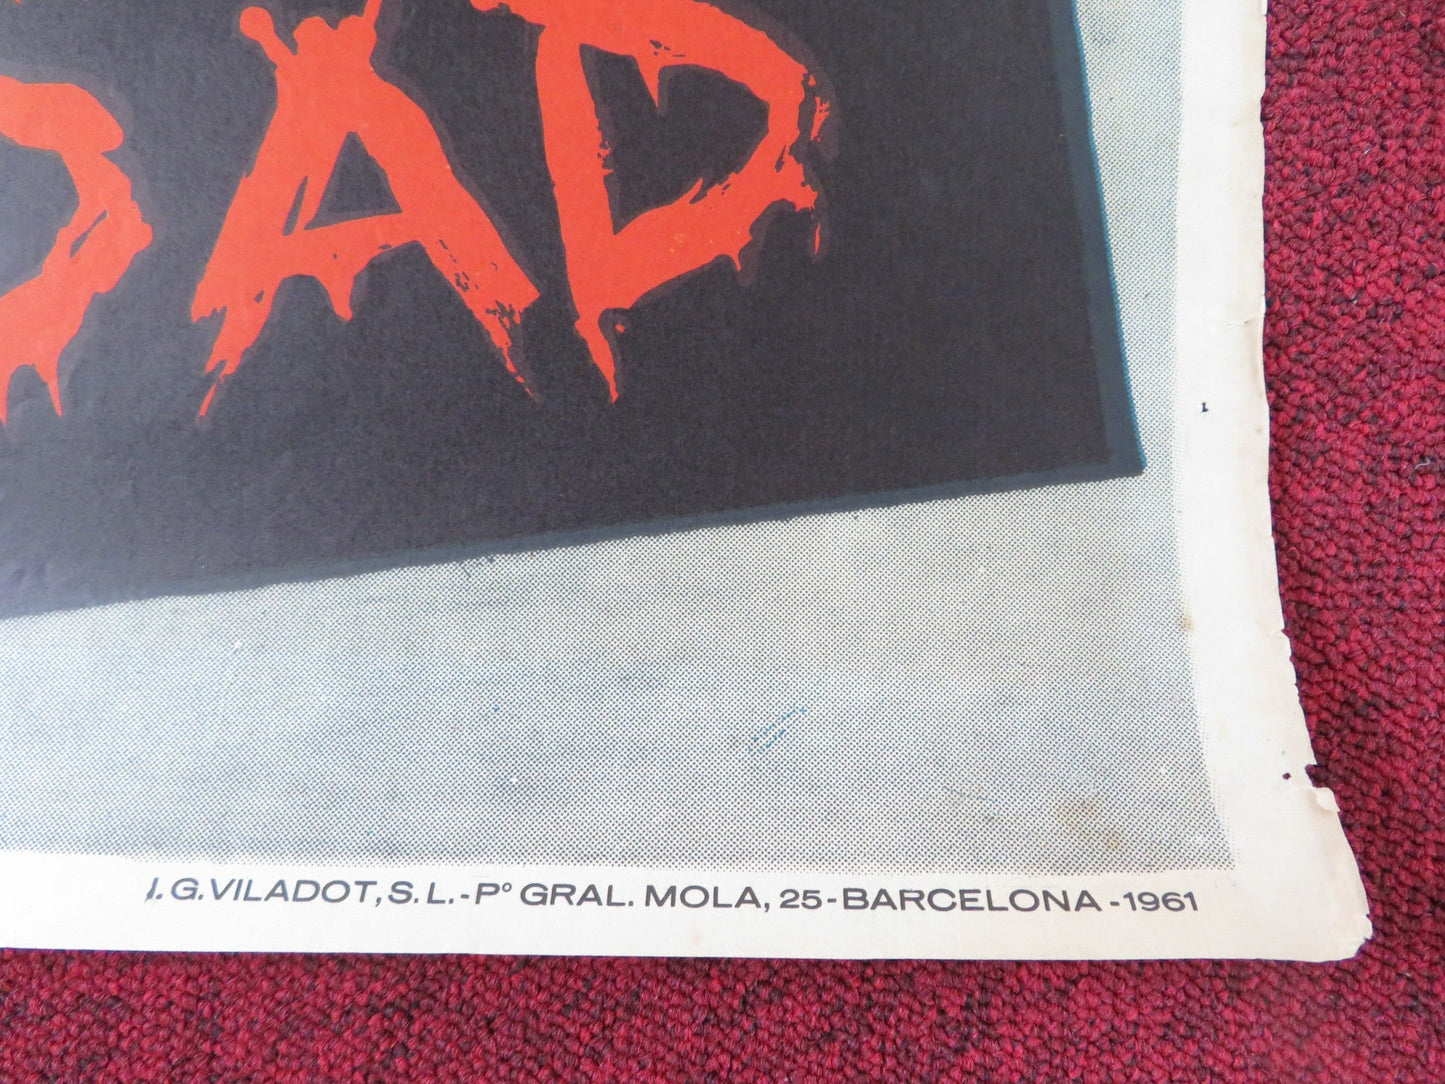 DAD
I.G. VILADOT, S. L. - Pº GRAL. MOLA, 25 - BARCELONA - 1961